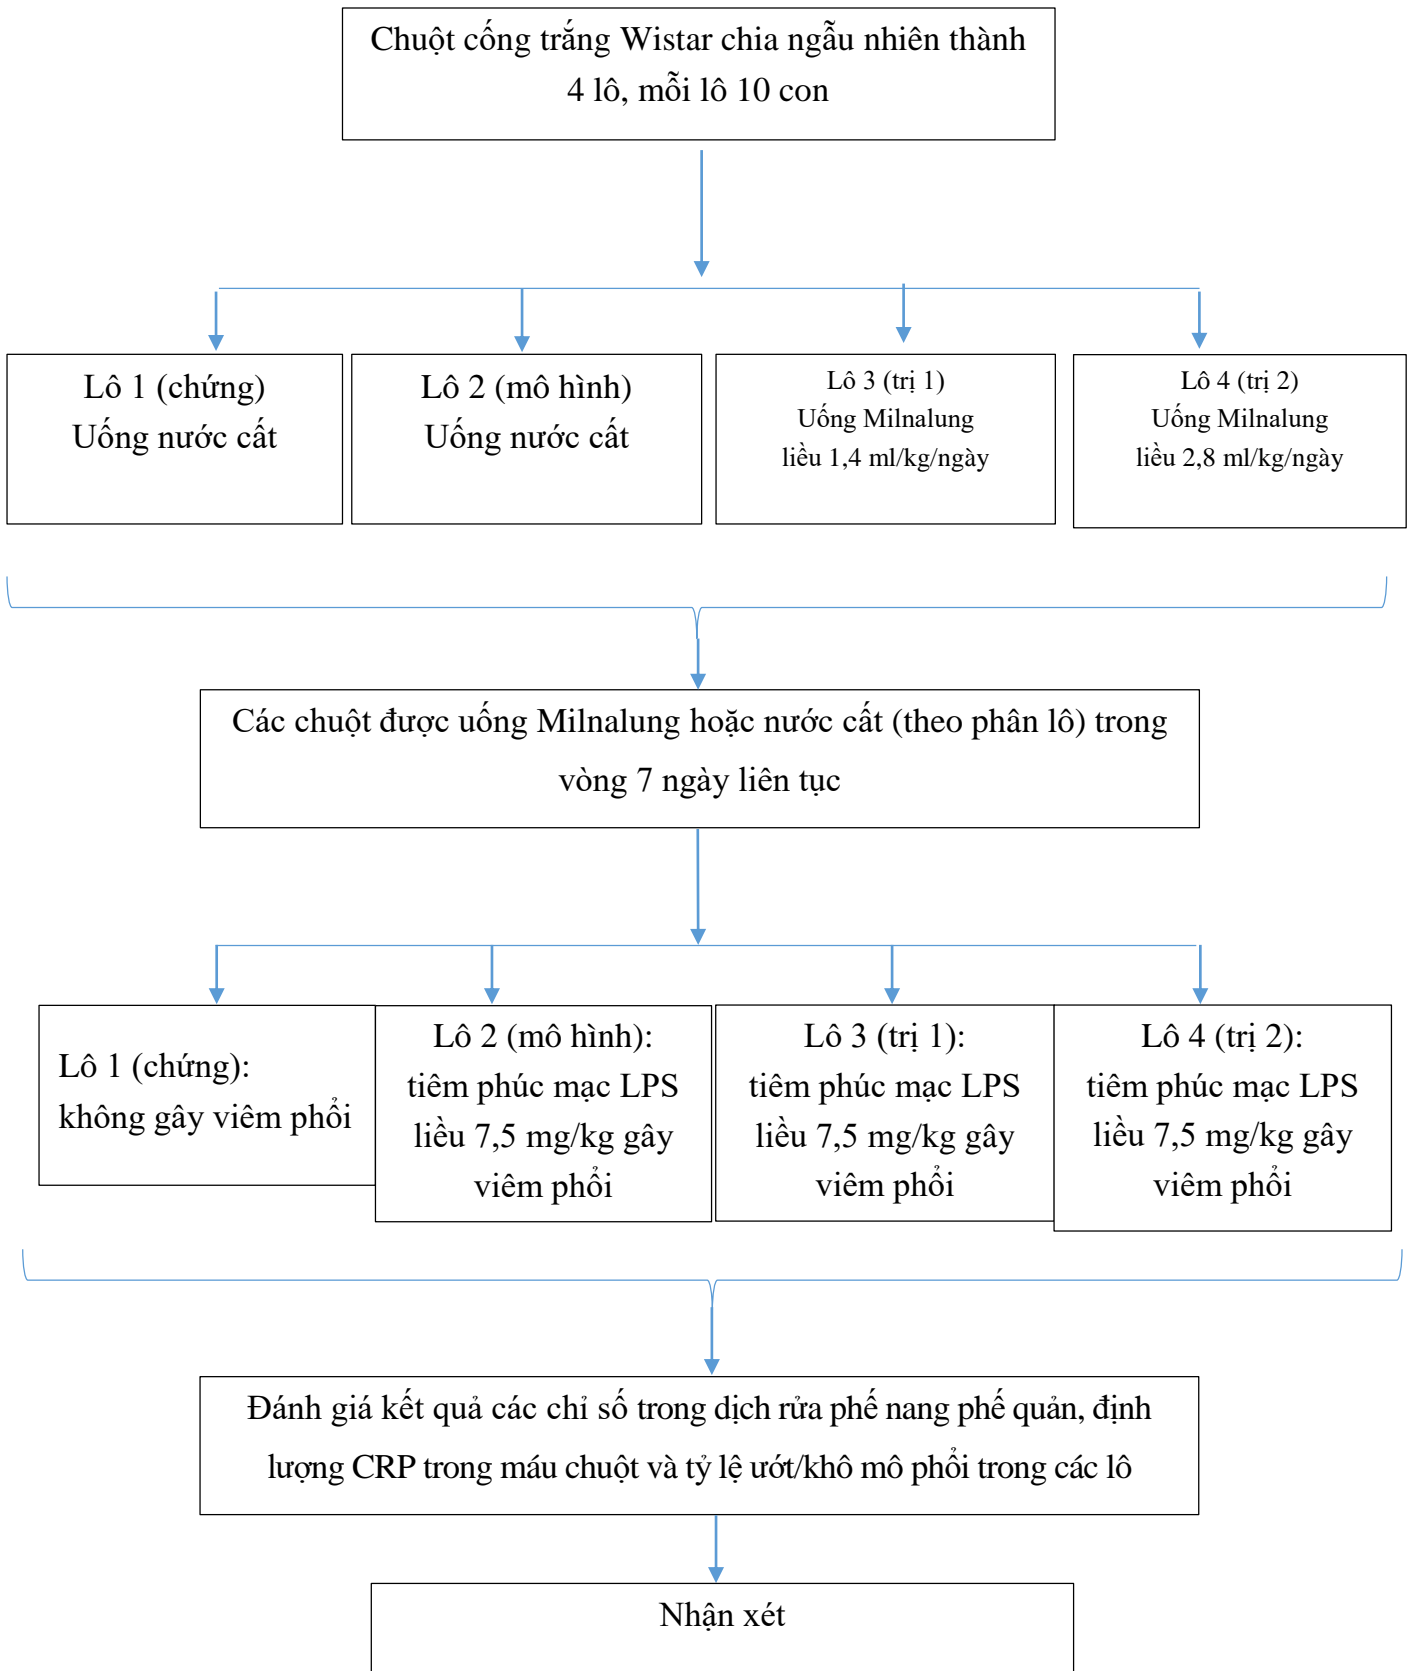 Chuột cống trắng Wistar chia ngẫu nhiên thành
4 lô, mỗi lô 10 con
Lô 1 (chứng)
Uống nước cất
Lô 2 (mô hình)
Uống nước cất
Lô 3 (trị 1)
Uống Milnalung
liều 1,4 ml/kg/ngày
Lô 4 (trị 2)
Uống Milnalung
liều 2,8 ml/kg/ngày
Các chuột được uống Milnalung hoặc nước cất (theo phân lô) trong
vòng 7 ngày liên tục
Lô 1 (chứng):
không gây viêm phổi
Lô 2 (mô hình):
tiêm phúc mạc LPS
liều 7,5 mg/kg gây
viêm phổi
Lô 3 (trị 1):
tiêm phúc mạc LPS
liều 7,5 mg/kg gây
viêm phổi
Lô 4 (trị 2):
tiêm phúc mạc LPS
liều 7,5 mg/kg gây
viêm phổi
Đánh giá kết quả các chỉ số trong dịch rửa phế nang phế quản, định
lượng CRP trong máu chuột và tỷ lệ ướt/khô mô phổi trong các lô
Nhận xét